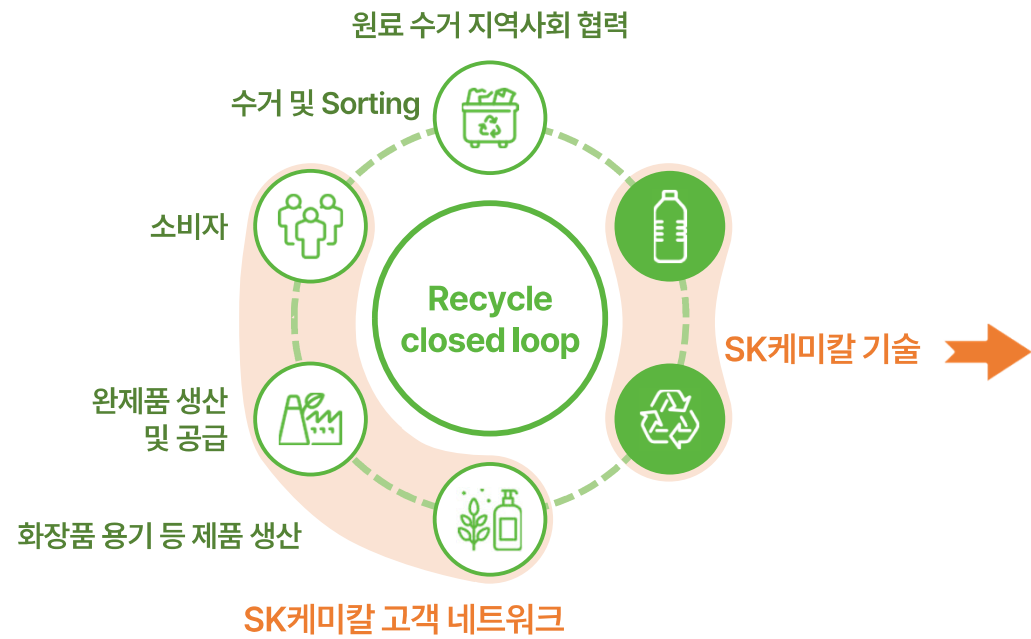 원료 수거 지역사회 협력
수거 및 Sorting
소비자
Recycle
closed loop
SK케미칼 기술
완제품 생산
및 공급
화장품 용기 등 제품 생산
SK케미칼 고객 네트워크